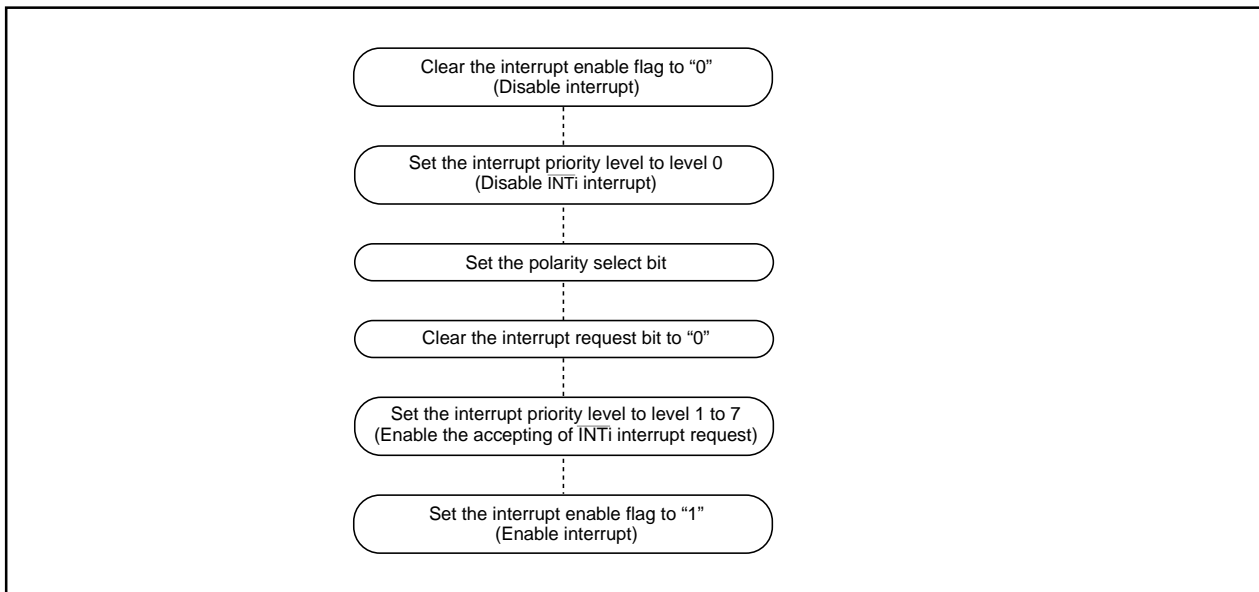 Clear the interrupt enable flag to “0”
(Disable interrupt)
Set the interrupt priority level to level 0
(Disable INTi interrupt)
Set the polarity select bit
Clear the interrupt request bit to “0”
Set the interrupt priority level to level 1 to 7
(Enable the accepting of INTi interrupt request)
Set the interrupt enable flag to “1”
(Enable interrupt)